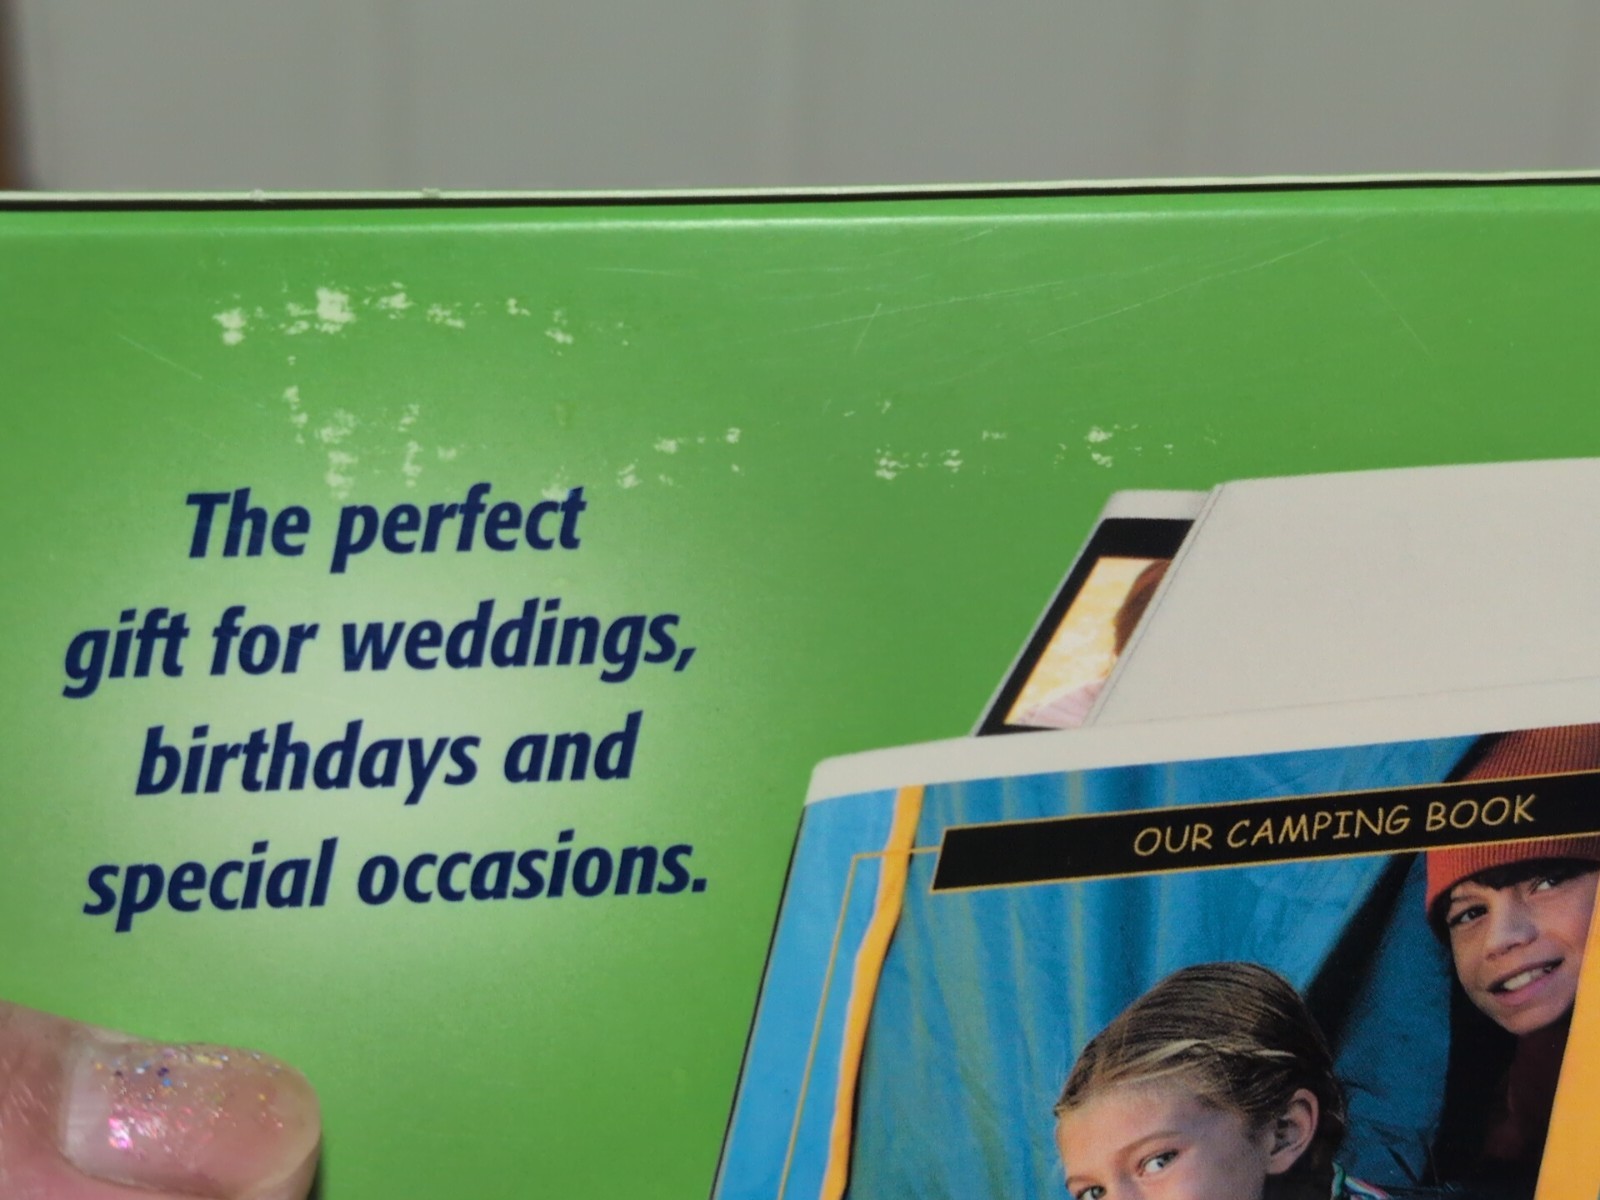 The perfect
gift for weddings,
birthdays and
special occasions.
OUR CAMPING BOOK